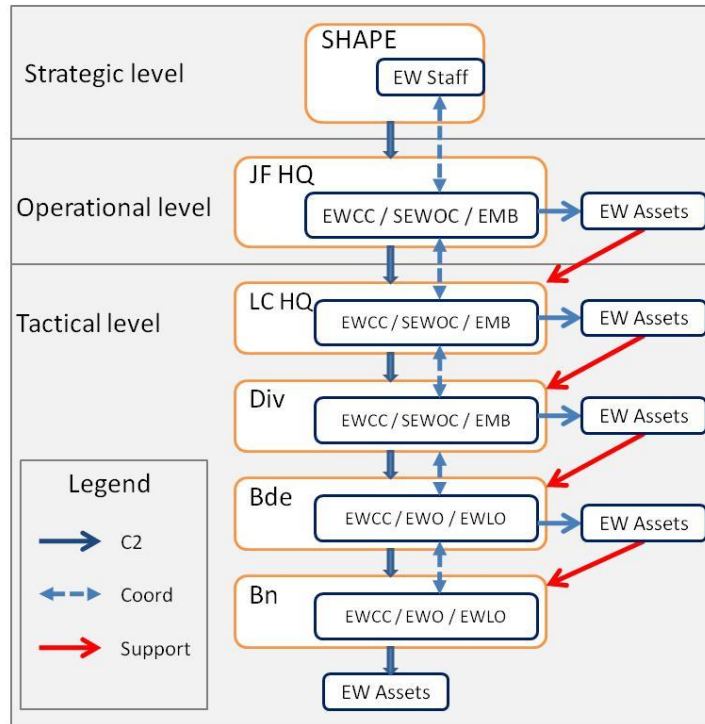 SHAPE
Strategic level
EW Staff
JF HQ
Operational level
EWCC / SEWOC / EMB
EW Assets
LC HQ
Tactical level
EWCC / SEWOC / EMB
EW Assets
Div
EWCC / SEWOC / EMB
EW Assets
Legend
Bde
EWCC / EWO / EWLO
EW Assets
C2
Coord
Bn
EWCC / EWO / EWLO
Support
EW Assets